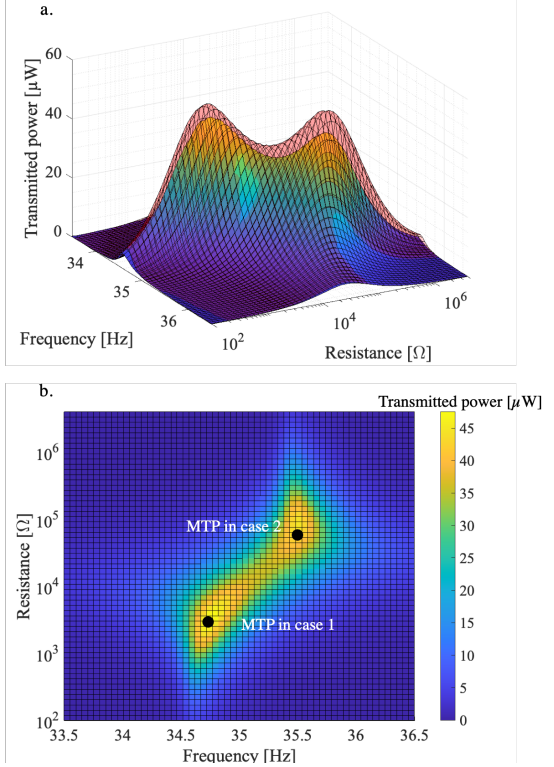 a.
60
40
20
0
Transmitted power [μW]
34
35
36
Frequency [Hz]
10^2
10^4
10^6
Resistance [Ω]
b.
Transmitted power [μW]
10^6
10^5
10^4
10^3
10^2
Resistance [Ω]
MTP in case 2
MTP in case 1
45
40
35
30
25
20
15
10
5
0
33.5 34 34.5 35 35.5 36 36.5
Frequency [Hz]